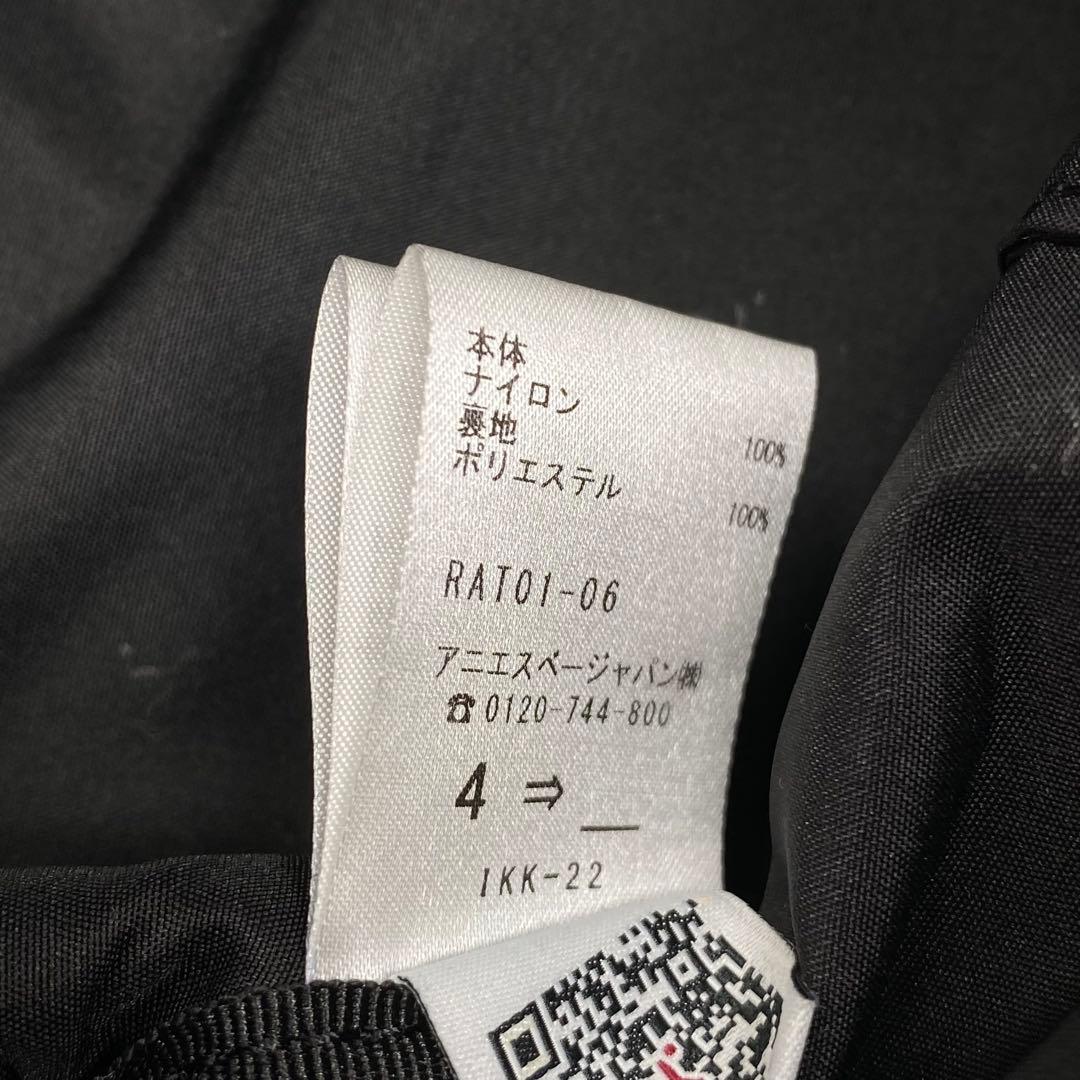 本体
ナイロン 100%
裏地
ポリエステル 100%
RAT01-06
アニエスベージャパン㈱
☎0120-744-800
4 ⇒ _
IKK-22